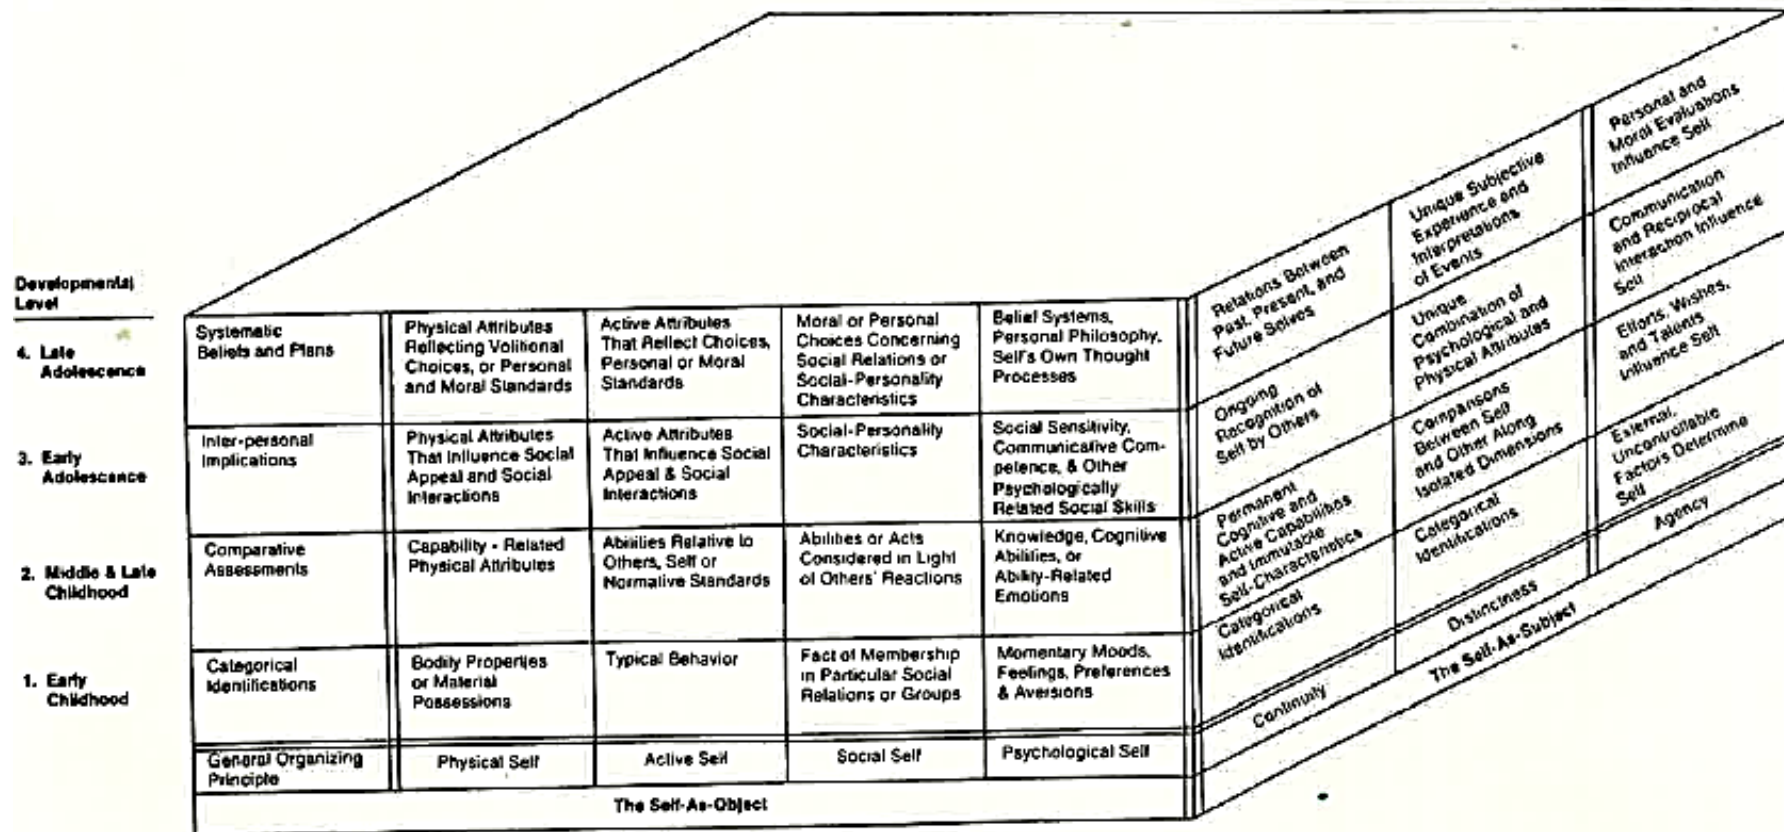 Developmental
Level
4. Late
Adolescence
Systematic
Beliefs and Plans
Physical Attributes
Reflecting Volitional
Choices, or Personal
and Moral Standards
Active Attributes
That Reflect Choices,
Personal or Moral
Standards
Moral or Personal
Choices Concerning
Social Relations or
Social-Personality
Characteristics
Belief Systems,
Personal Philosophy,
Self's Own Thought
Processes
Relations Between
Past, Present, and
Future Selves
Unique Subjective
Experience and
Interpretations
of Events
Personal and
Moral Evaluations
Influence Self
3. Early
Adolescence
Inter-personal
Implications
Physical Attributes
That Influence Social
Appeal and Social
Interactions
Active Attributes
That Influence Social
Appeal & Social
Interactions
Social-Personality
Characteristics
Social Sensitivity,
Communicative Com-
petence, & Other
Psychologically
Related Social Skills
Ongoing
Recognition of
Self by Others
Unique
Combination of
Psychological and
Physical Attributes
Communication
and Reciprocal
Interaction Influence
Self
2. Middle & Late
Childhood
Comparative
Assessments
Capability - Related
Physical Attributes
Abilities Relative to
Others, Self or
Normative Standards
Abilities or Acts
Considered in Light
of Others' Reactions
Knowledge, Cognitive
Abilities, or
Ability-Related
Emotions
Permanent
Cognitive and
Active Capabilities
and Immutable
Self-Characteristics
Comparisons
Between Self
and Other Along
Isolated Dimensions
Efforts, Wishes,
and Talents
Influence Self
1. Early
Childhood
Categorical
Identifications
Bodily Properties
or Material
Possessions
Typical Behavior
Fact of Membership
in Particular Social
Relations or Groups
Momentary Moods,
Feelings, Preferences
& Aversions
Categorical
Identifications
Categorical
Identifications
External,
Uncontrollable
Factors Determine
Self
General Organizing
Principle
Physical Self
Active Self
Social Self
Psychological Self
Continuity
Distinctness
Agency
The Self-As-Object
The Self-As-Subject